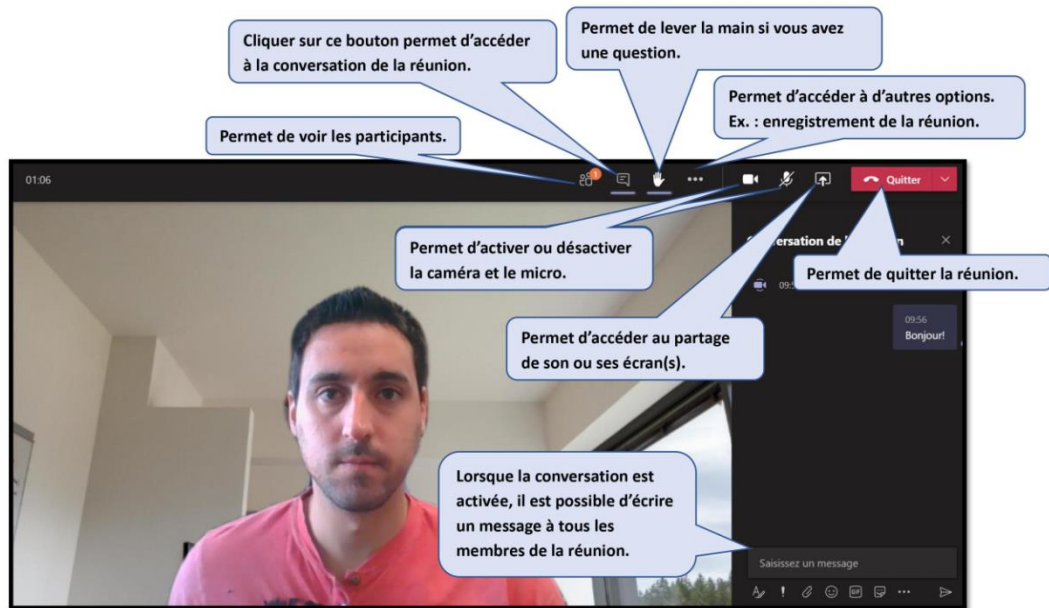 Cliquer sur ce bouton permet d’accéder
à la conversation de la réunion.
Permet de lever la main si vous avez
une question.
Permet d’accéder à d’autres options.
Ex. : enregistrement de la réunion.
Permet de voir les participants.
01:06
1
Quitter
Permet d’activer ou désactiver
la caméra et le micro.
Permet de quitter la réunion.
09:56
Bonjour!
Permet d’accéder au partage
de son ou ses écran(s).
Lorsque la conversation est
activée, il est possible d’écrire
un message à tous les
membres de la réunion.
Saisissez un message
GIF